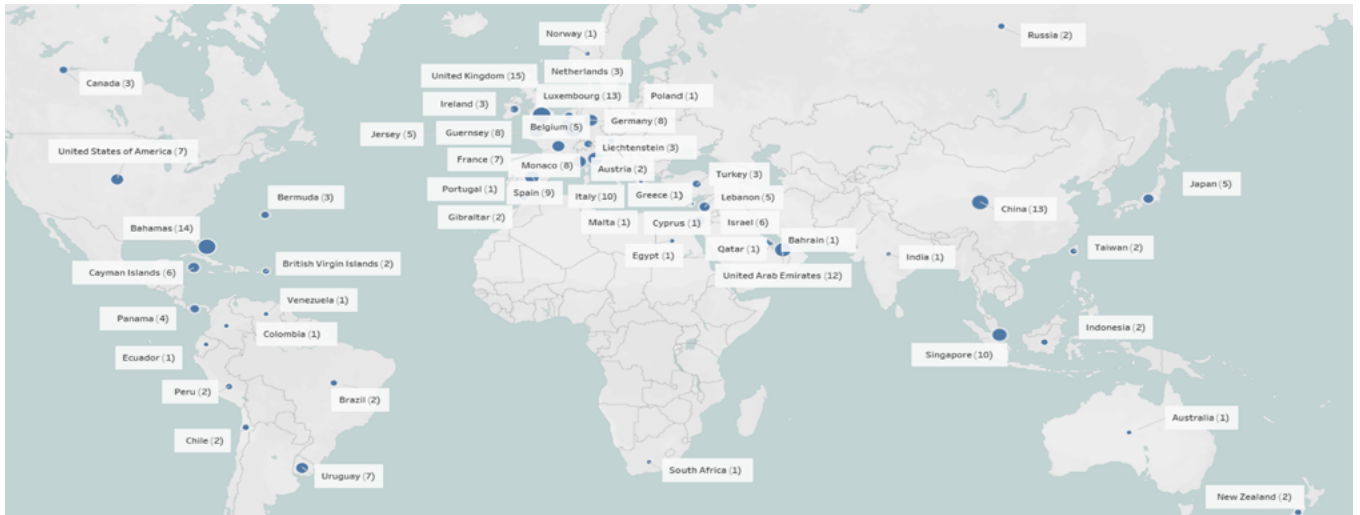 Norway (1)
Russia (2)
Canada (3)
United Kingdom (15)
Netherlands (3)
Ireland (3)
Luxembourg (13)
Poland (1)
Jersey (5)
Guernsey (8)
Belgium (5)
Germany (8)
United States of America (7)
France (7)
Monaco (8)
Liechtenstein (3)
Austria (2)
Turkey (3)
Japan (5)
Portugal (1)
Spain (9)
Italy (10)
Greece (1)
Lebanon (5)
Bermuda (3)
China (13)
Gibraltar (2)
Malta (1)
Cyprus (1)
Israel (6)
Bahamas (14)
Egypt (1)
Qatar (1)
Bahrain (1)
India (1)
Taiwan (2)
Cayman Islands (6)
British Virgin Islands (2)
United Arab Emirates (12)
Venezuela (1)
Panama (4)
Colombia (1)
Indonesia (2)
Ecuador (1)
Singapore (10)
Peru (2)
Brazil (2)
Australia (1)
Chile (2)
Uruguay (7)
South Africa (1)
New Zealand (2)